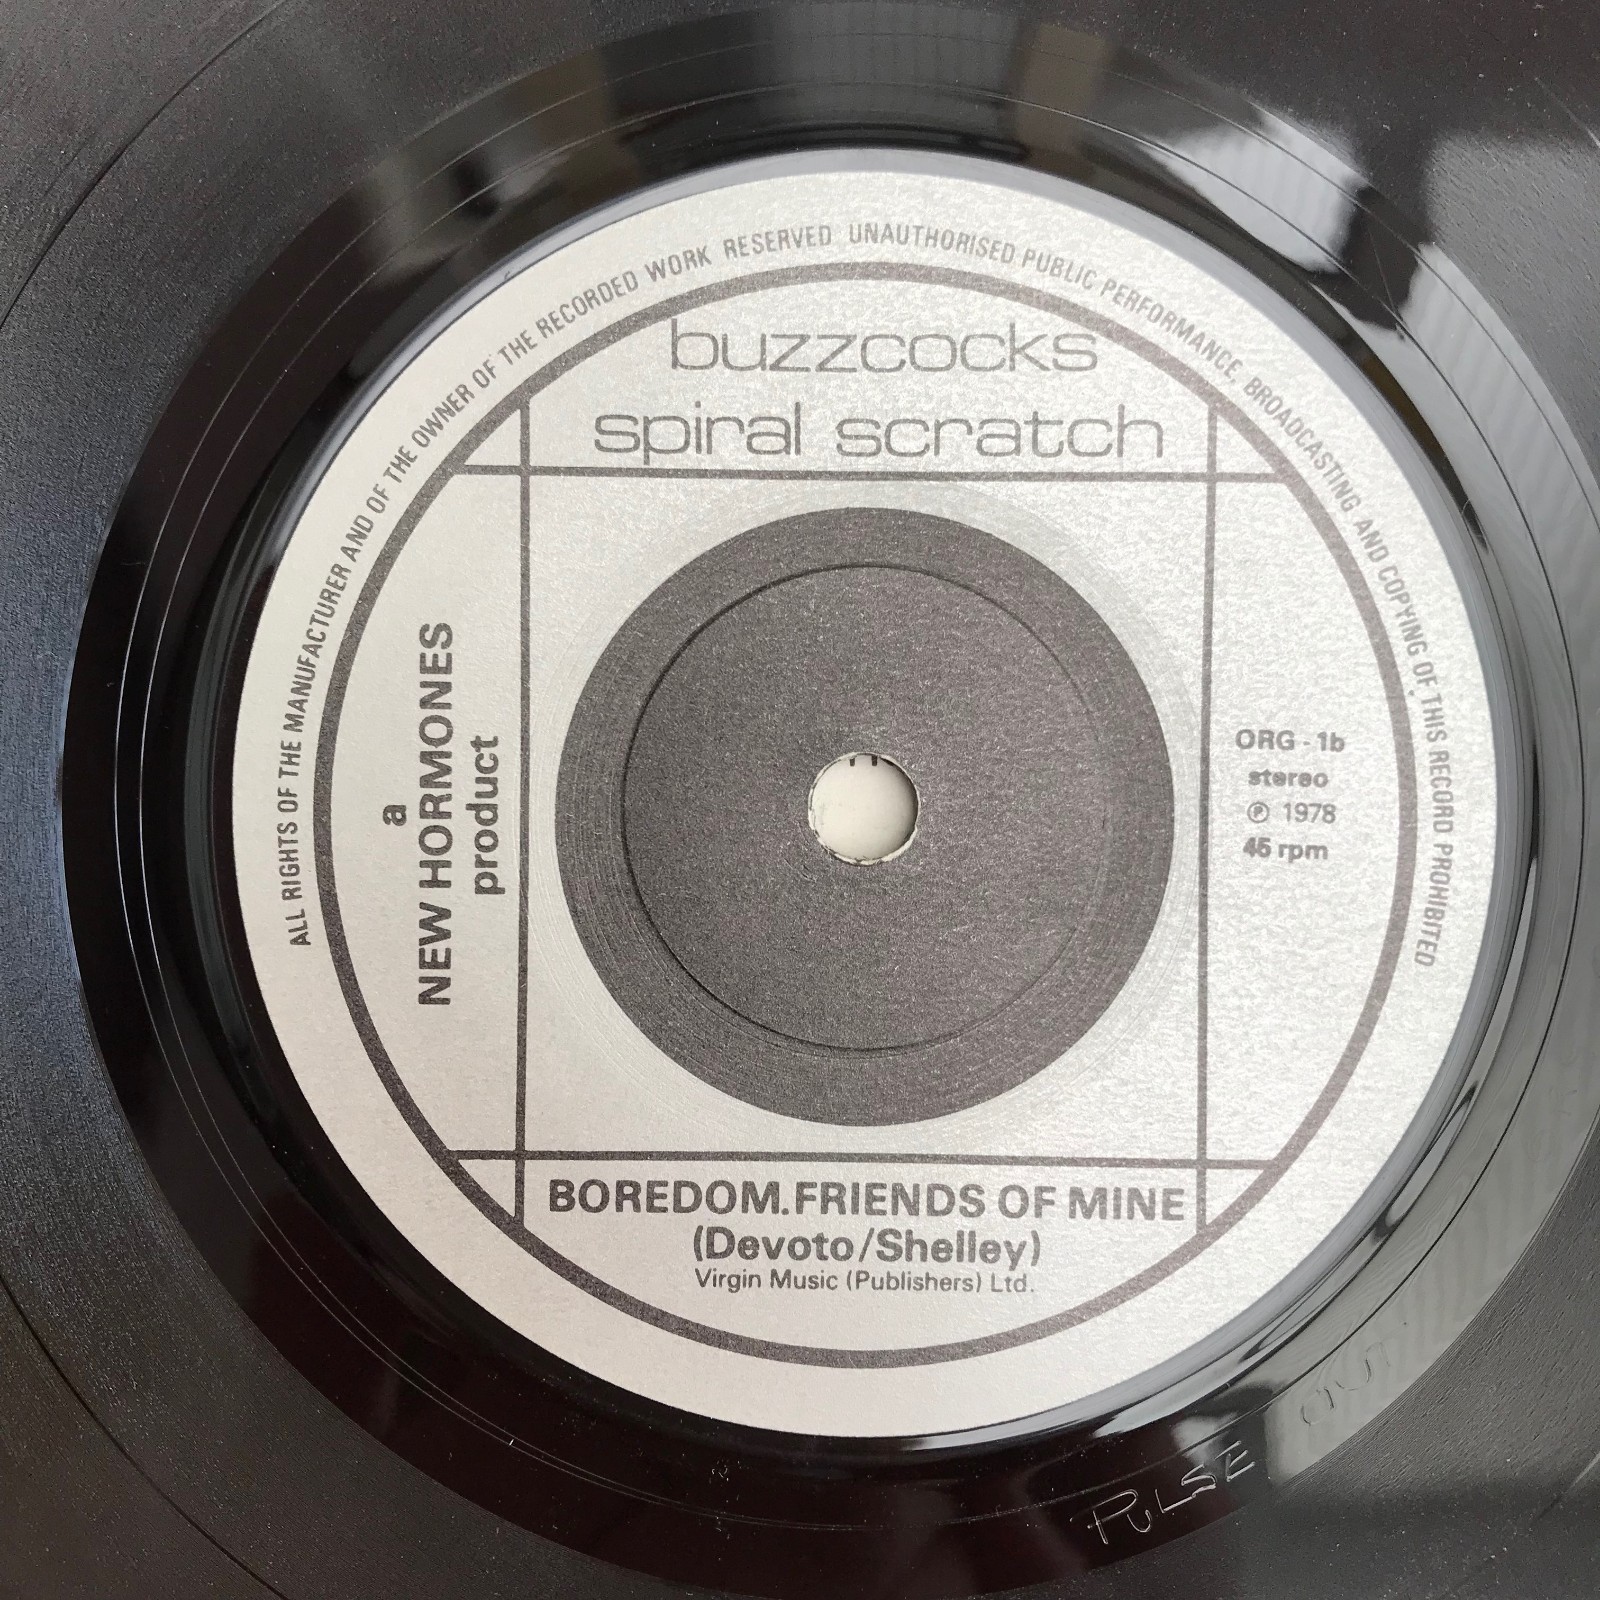 ALL RIGHTS OF THE MANUFACTURER AND OF THE OWNER OF THE RECORDED WORK RESERVED UNAUTHORISED PUBLIC PERFORMANCE, BROADCASTING AND COPYING OF THIS RECORD PROHIBITED
buzzcocks
spiral scratch
a
NEW HORMONES
product
ORG - 1b
stereo
℗ 1978
45 rpm
BOREDOM.FRIENDS OF MINE
(Devoto/Shelley)
Virgin Music (Publishers) Ltd.
PULSE